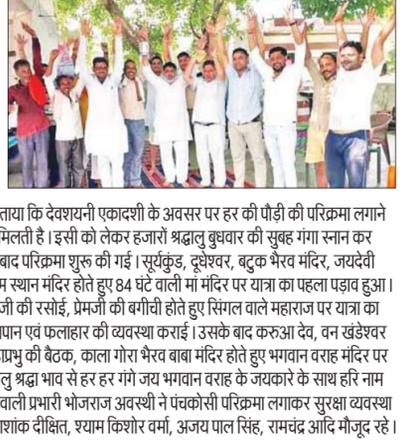 ताया कि देवशयनी एकादशी के अवसर पर हर की पौड़ी की परिक्रमा लगाने
मिलती है। इसी को लेकर हजारों श्रद्धालु बुधवार की सुबह गंगा स्नान कर
बाद परिक्रमा शुरू की गई। सूर्यकुंड, दूधेश्वर, बटुक भैरव मंदिर, जयदेवी
म स्थान मंदिर होते हुए 84 घंटे वाली मां मंदिर पर यात्रा का पहला पड़ाव हुआ।
जी की रसोई, प्रेमजी की बगीची होते हुए सिंगल वाले महाराज पर यात्रा का
पान एवं फलाहार की व्यवस्था कराई। उसके बाद करुआ देव, वन खंडेश्वर
प्रभु की बैठक, काला गोरा भैरव बाबा मंदिर होते हुए भगवान वराह मंदिर पर
लु श्रद्धा भाव से हर हर गंगे जय भगवान वराह के जयकारे के साथ हरि नाम
वाली प्रभारी भोजराज अवस्थी ने पंचकोसी परिक्रमा लगाकर सुरक्षा व्यवस्था
शांक दीक्षित, श्याम किशोर वर्मा, अजय पाल सिंह, रामचंद्र आदि मौजूद रहे।